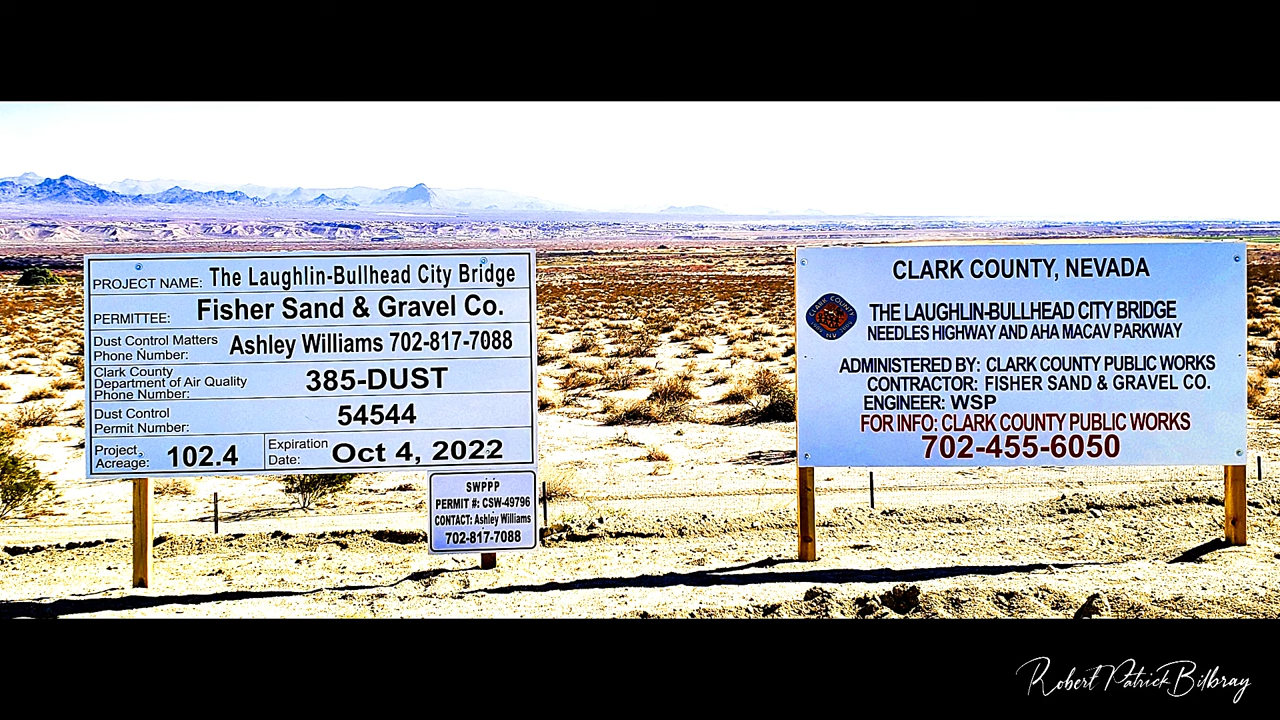 PROJECT NAME: The Laughlin-Bullhead City Bridge
PERMITTEE: Fisher Sand & Gravel Co.
Dust Control Matters
Phone Number: Ashley Williams 702-817-7088
Clark County
Department of Air Quality
Phone Number: 385-DUST
Dust Control
Permit Number: 54544
Project
Acreage: 102.4
Expiration
Date: Oct 4, 2022
SWPPP
PERMIT #: CSW-49796
CONTACT: Ashley Williams
702-817-7088
CLARK COUNTY, NEVADA
CLARK COUNTY
NV
THE LAUGHLIN-BULLHEAD CITY BRIDGE
NEEDLES HIGHWAY AND AHA MACAV PARKWAY
ADMINISTERED BY: CLARK COUNTY PUBLIC WORKS
CONTRACTOR: FISHER SAND & GRAVEL CO.
ENGINEER: WSP
FOR INFO: CLARK COUNTY PUBLIC WORKS
702-455-6050
Robert Patrick Bilbray